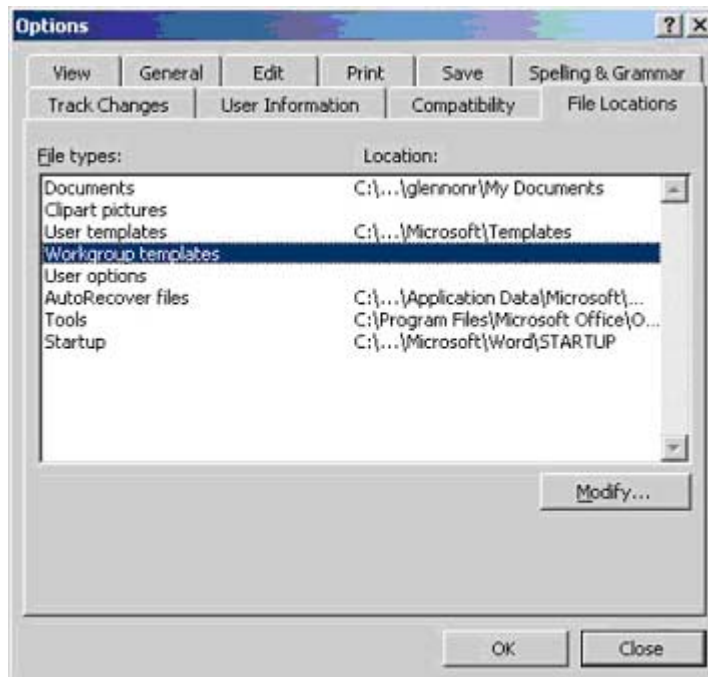 Options
View General Edit Print Save Spelling & Grammar
Track Changes User Information Compatibility File Locations
File types: Location:
Documents C:\...\glennonr\My Documents
Clipart pictures
User templates C:\...\Microsoft\Templates
Workgroup templates
User options
AutoRecover files C:\...\Application Data\Microsoft\...
Tools C:\Program Files\Microsoft Office\O...
Startup C:\...\Microsoft\Word\STARTUP
Modify...
OK Close